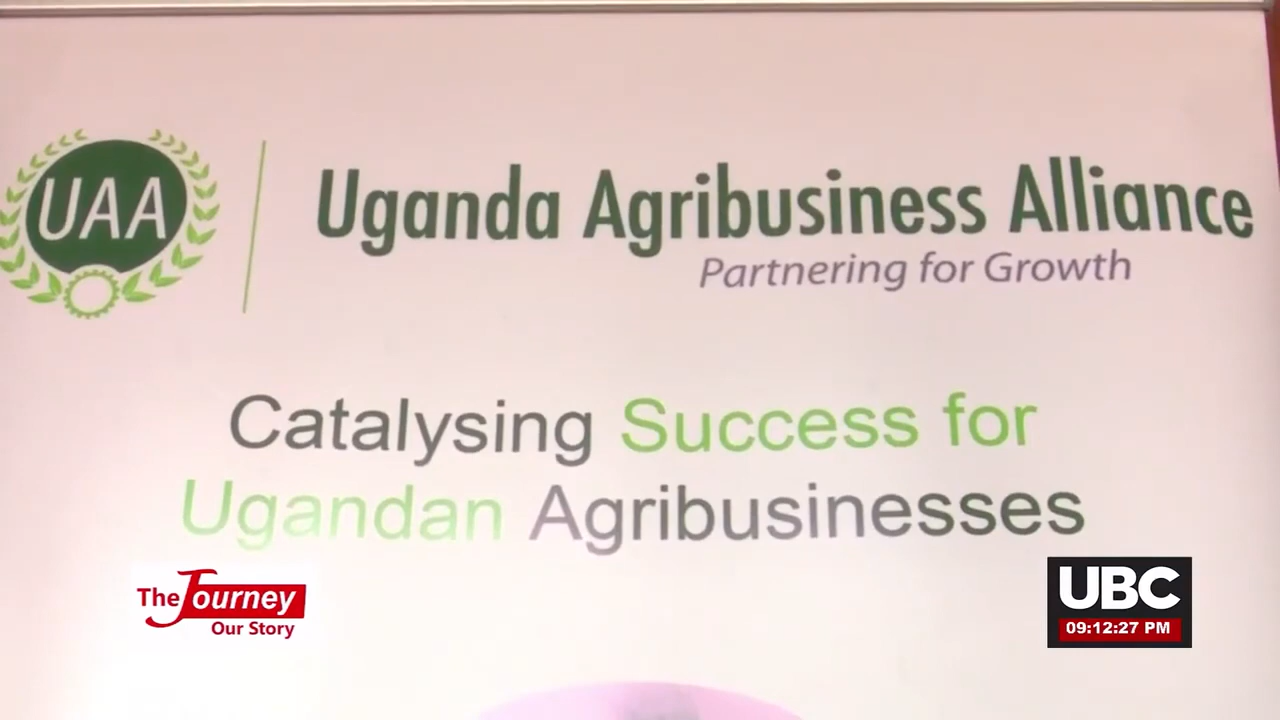 UAA
Uganda Agribusiness Alliance
Partnering for Growth
Catalysing Success for
Ugandan Agribusinesses
The Journey
Our Story
UBC
09:12:27 PM